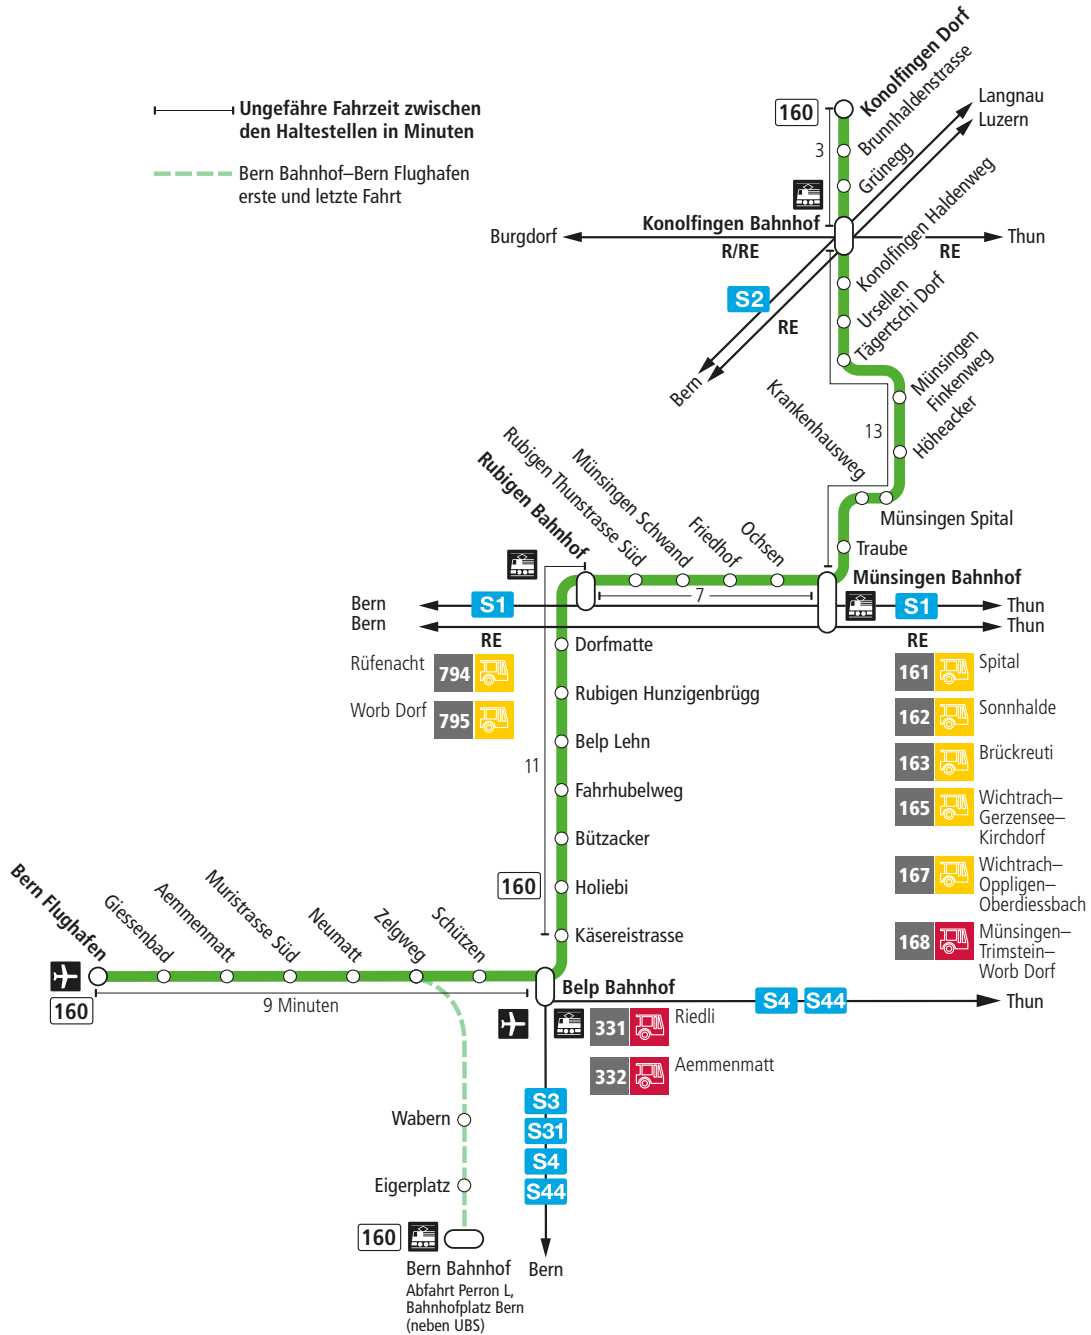 Ungefähre Fahrzeit zwischen
den Haltestellen in Minuten
Bern Bahnhof–Bern Flughafen
erste und letzte Fahrt
160
Konolfingen Dorf
Brunnhaldenstrasse
Grünegg
3
Langnau
Luzern
Konolfingen Bahnhof
Burgdorf
R/RE
RE
Thun
S2
RE
Bern
Konolfingen Haldenweg
Ursellen
Tägertschi Dorf
Münsingen
Finkenweg
Höheacker
13
Krankenhausweg
Münsingen Spital
Traube
Münsingen Bahnhof
Ochsen
Friedhof
Münsingen Schwand
Rubigen Thunstrasse Süd
Rubigen Bahnhof
7
Bern
S1
S1
Thun
Bern
Thun
RE
RE
Rüfenacht
794
Worb Dorf
795
161
Spital
162
Sonnhalde
163
Brückreuti
165
Wichtrach–
Gerzensee–
Kirchdorf
167
Wichtrach–
Oppligen–
Oberdiessbach
168
Münsingen–
Trimstein–
Worb Dorf
Dorfmatte
Rubigen Hunzigenbrügg
Belp Lehn
11
Fahrhubelweg
Bützacker
160
Holiebi
Käsereistrasse
Bern Flughafen
Giessenbad
Aemmenmatt
Muristrasse Süd
Neumatt
Zelgweg
Schützen
160
9 Minuten
Belp Bahnhof
S4
S44
Thun
331
Riedli
332
Aemmenmatt
S3
S31
S4
S44
Bern
Wabern
Eigerplatz
160
Bern Bahnhof
Abfahrt Perron L,
Bahnhofplatz Bern
(neben UBS)